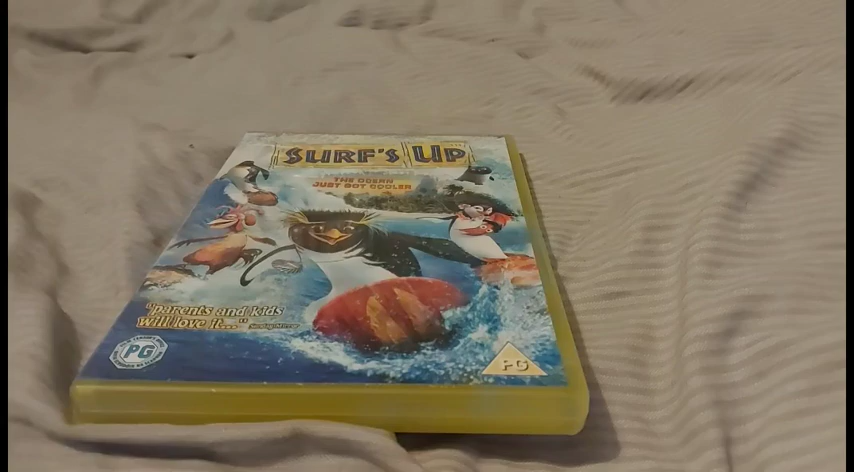 SURF'S UP
THE OCEAN
JUST GOT COOLER
"parents and kids
will love it...."
PG
PG